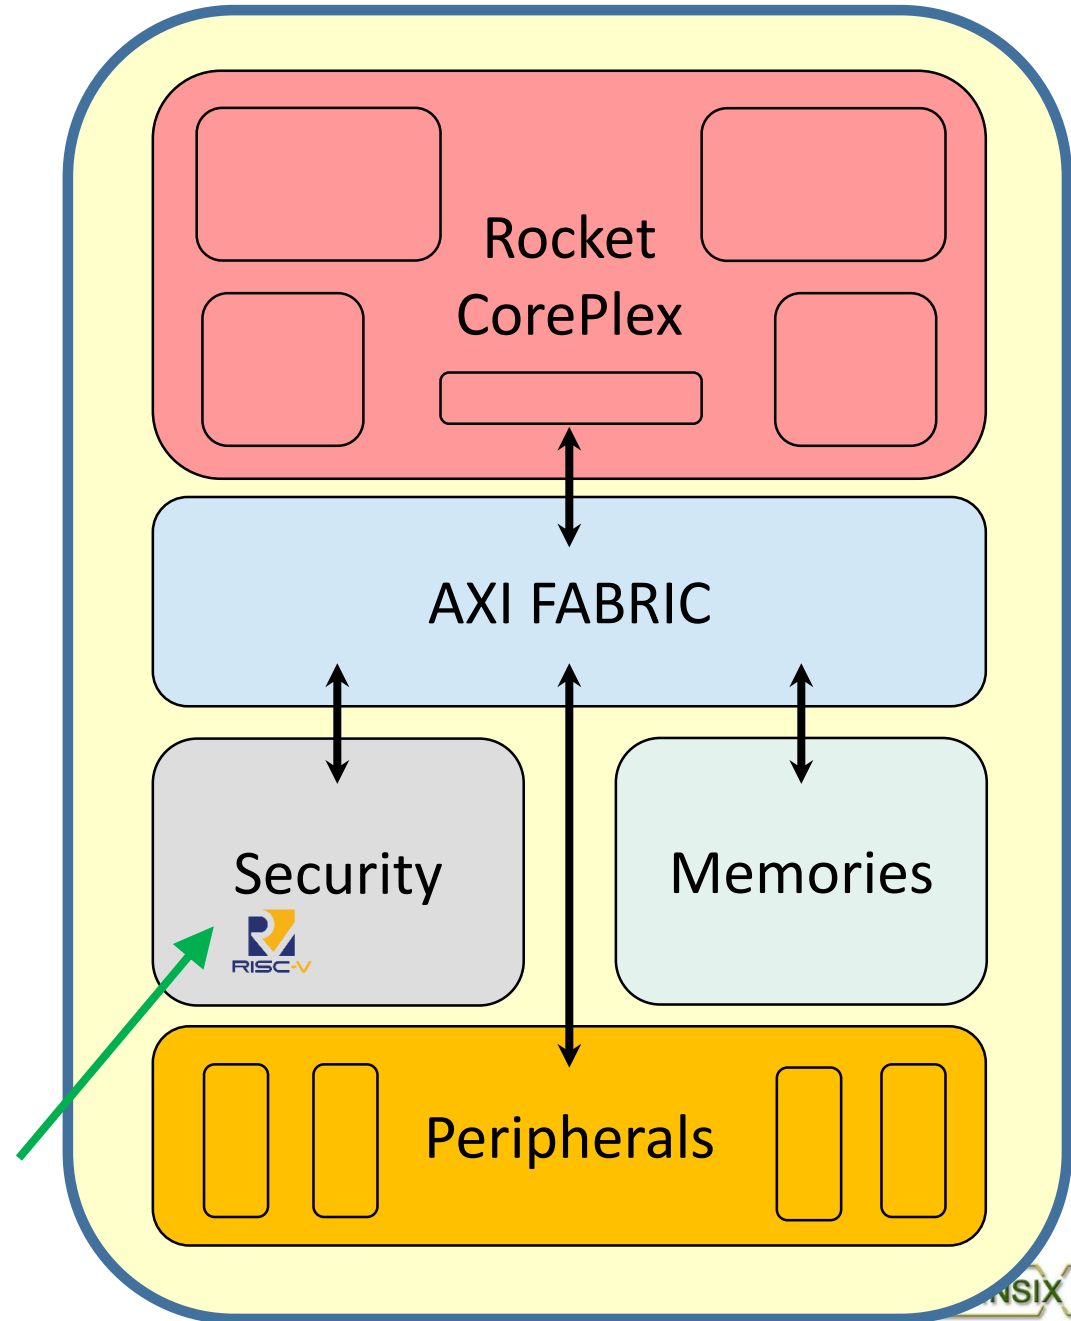 Rocket
CorePlex
AXI FABRIC
Security
RISC-V
Memories
Peripherals